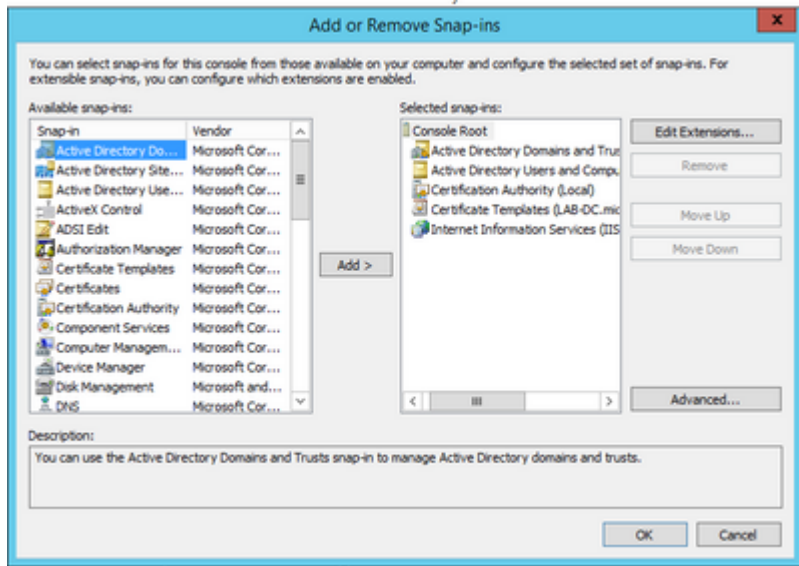 Add or Remove Snap-ins
x
You can select snap-ins for this console from those available on your computer and configure the selected set of snap-ins. For
extensible snap-ins, you can configure which extensions are enabled.
Available snap-ins:
Snap-in Vendor
Active Directory Do... Microsoft Cor...
Active Directory Site... Microsoft Cor...
Active Directory Use... Microsoft Cor...
ActiveX Control Microsoft Cor...
ADSI Edit Microsoft Cor...
Authorization Manager Microsoft Cor...
Certificate Templates Microsoft Cor...
Certificates Microsoft Cor...
Certification Authority Microsoft Cor...
Component Services Microsoft Cor...
Computer Managem... Microsoft Cor...
Device Manager Microsoft Cor...
Disk Management Microsoft and...
DNS Microsoft Cor...
Add >
Selected snap-ins:
Console Root
Active Directory Domains and Trus
Active Directory Users and Compu
Certification Authority (Local)
Certificate Templates (LAB-DC.mic
Internet Information Services (IIS
Edit Extensions...
Remove
Move Up
Move Down
Advanced...
Description:
You can use the Active Directory Domains and Trusts snap-in to manage Active Directory domains and trusts.
OK Cancel